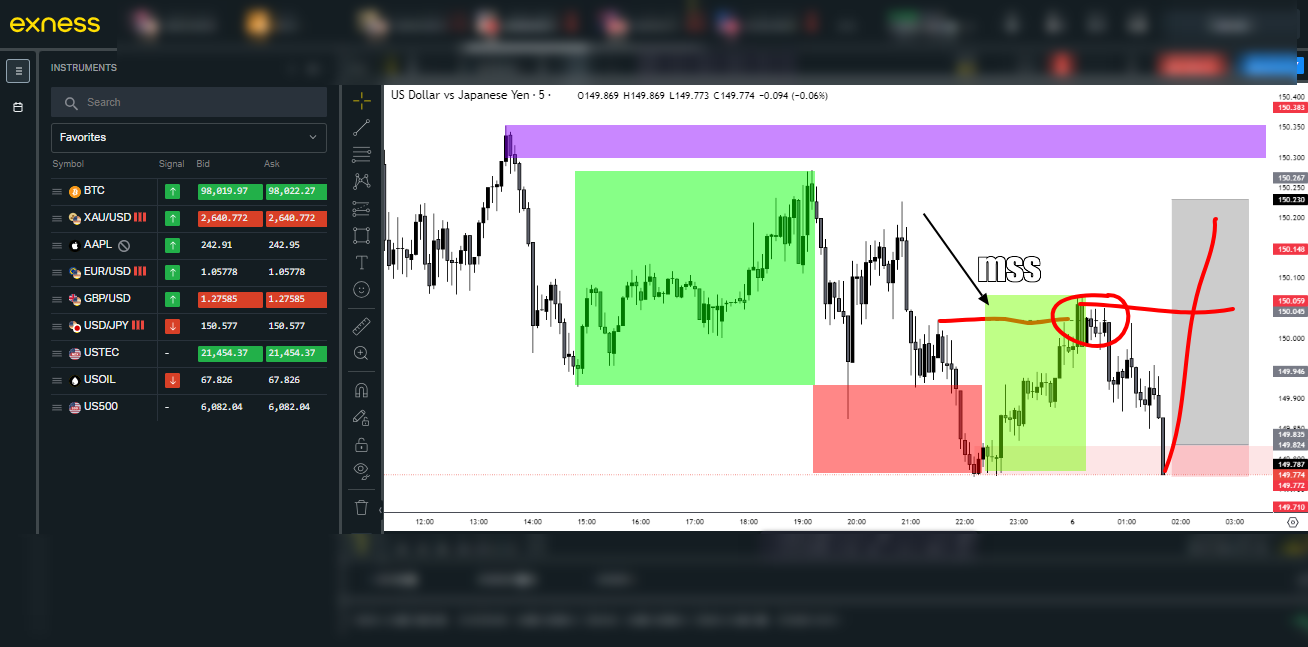 exness
INSTRUMENTS
Search
Favorites
Symbol Signal Bid Ask
BTC 98,019.97 98,022.27
XAU/USD 2,640.772 2,640.772
AAPL 242.91 242.95
EUR/USD 1.05778 1.05778
GBP/USD 1.27585 1.27585
USD/JPY 150.577 150.577
USTEC - 21,454.37 21,454.37
USOIL 67.826 67.826
US500 - 6,082.04 6,082.04
US Dollar vs Japanese Yen · 5 · O149.869 H149.869 L149.773 C149.774 −0.094 (−0.06%)
mss
150.400
150.383
150.350
150.300
150.267
150.250
150.230
150.200
150.148
150.100
150.059
150.045
150.000
149.946
149.900
149.835
149.824
149.787
149.774
149.772
149.710
12:00 13:00 14:00 15:00 16:00 17:00 18:00 19:00 20:00 21:00 22:00 23:00 6 01:00 02:00 03:00